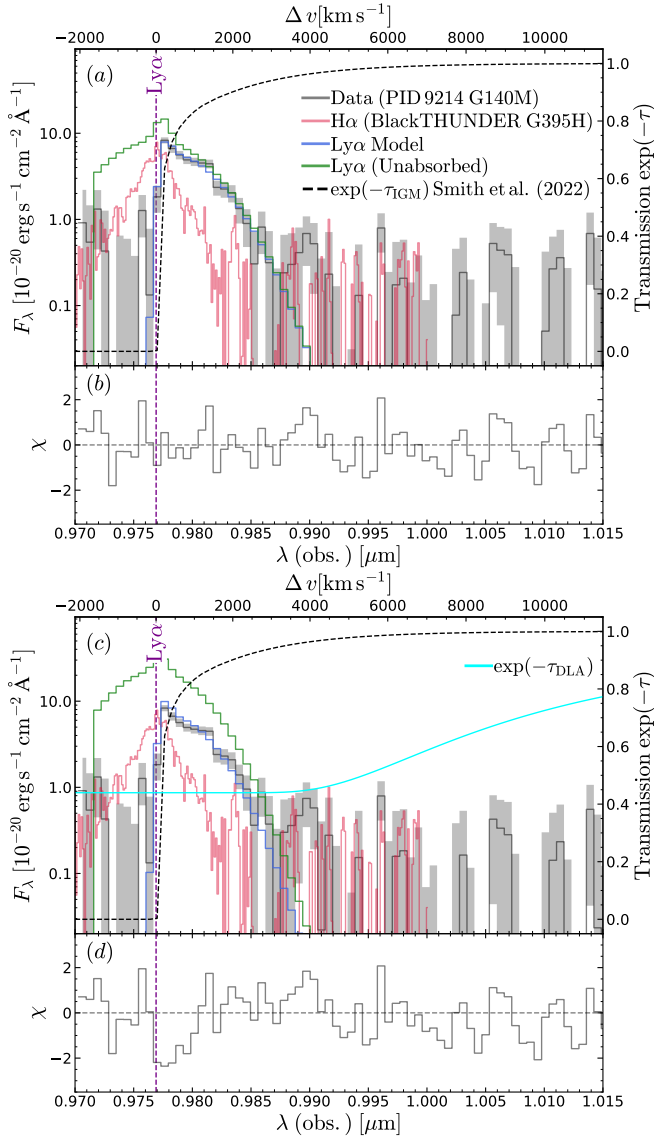 Δ v[km s⁻¹]
−2000 0 2000 4000 6000 8000 10000
(a)
Lyα
Data (PID 9214 G140M)
Hα (BlackTHUNDER G395H)
Lyα Model
Lyα (Unabsorbed)
exp(−τ_IGM) Smith et al. (2022)
10.0
1.0
0.1
F_λ [10⁻²⁰ erg s⁻¹ cm⁻² Å⁻¹]
1.0
0.8
0.6
0.4
0.2
0.0
Transmission exp(−τ)
(b)
2
0
−2
χ
0.970 0.975 0.980 0.985 0.990 0.995 1.000 1.005 1.010 1.015
λ (obs.) [μm]
Δ v[km s⁻¹]
−2000 0 2000 4000 6000 8000 10000
(c)
Lyα
exp(−τ_DLA)
10.0
1.0
0.1
F_λ [10⁻²⁰ erg s⁻¹ cm⁻² Å⁻¹]
1.0
0.8
0.6
0.4
0.2
0.0
Transmission exp(−τ)
(d)
2
0
−2
χ
0.970 0.975 0.980 0.985 0.990 0.995 1.000 1.005 1.010 1.015
λ (obs.) [μm]